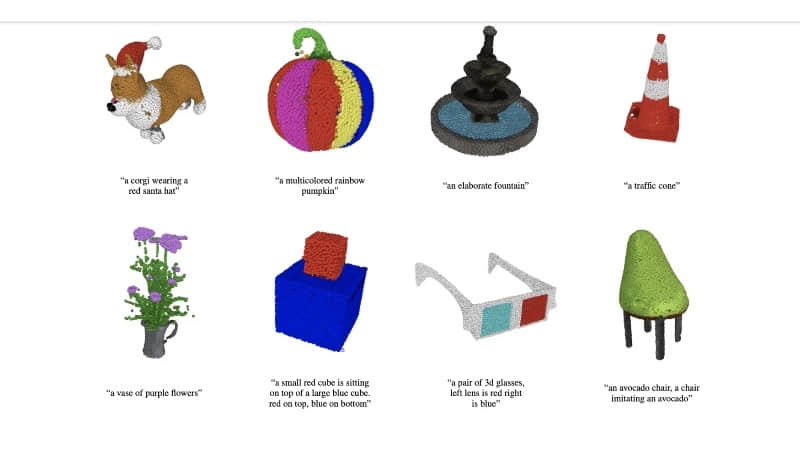 “a corgi wearing a
red santa hat”
“a multicolored rainbow
pumpkin”
“an elaborate fountain”
“a traffic cone”
“a vase of purple flowers”
“a small red cube is sitting
on top of a large blue cube.
red on top, blue on bottom”
“a pair of 3d glasses,
left lens is red right
is blue”
“an avocado chair, a chair
imitating an avocado”